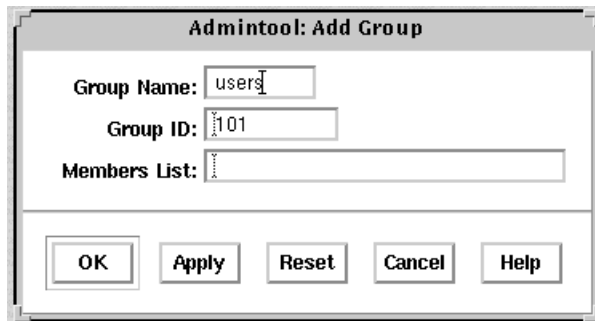 Admintool: Add Group
Group Name: users
Group ID: 101
Members List:
OK Apply Reset Cancel Help